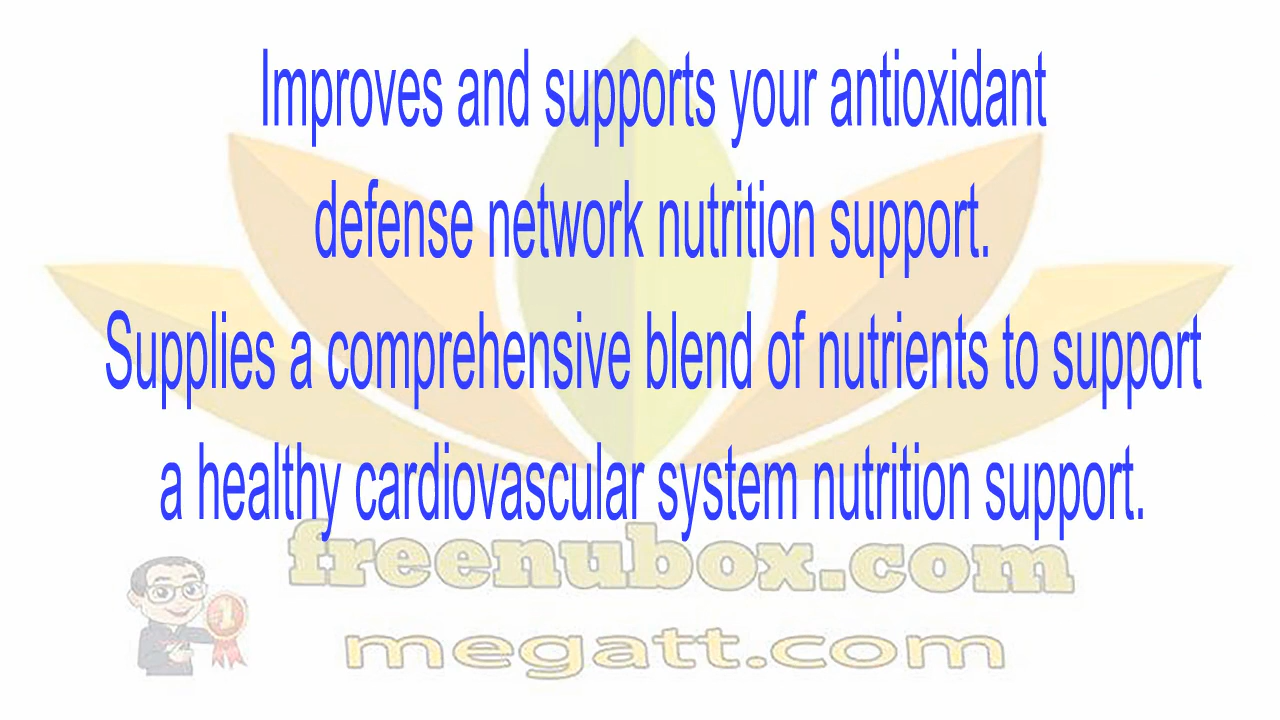 Improves and supports your antioxidant
defense network nutrition support.
Supplies a comprehensive blend of nutrients to support
a healthy cardiovascular system nutrition support.
freenubox.com
1
megatt.com